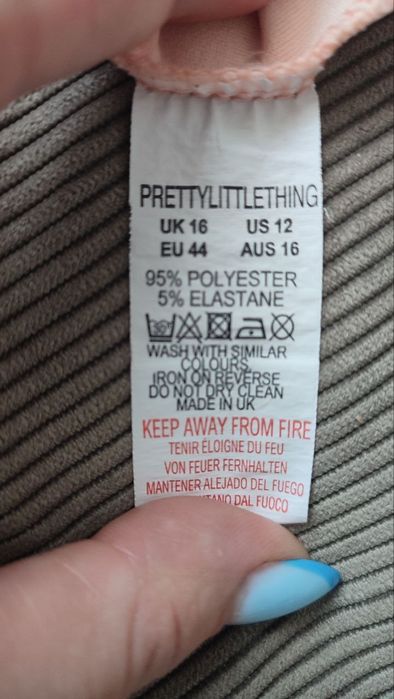 PRETTYLITTLETHING
UK 16 US 12
EU 44 AUS 16
95% POLYESTER
5% ELASTANE
WASH WITH SIMILAR
COLOURS
IRON ON REVERSE
DO NOT DRY CLEAN
MADE IN UK
KEEP AWAY FROM FIRE
TENIR ÉLOIGNE DU FEU
VON FEUER FERNHALTEN
MANTENER ALEJADO DEL FUEGO
DAL FUOCO